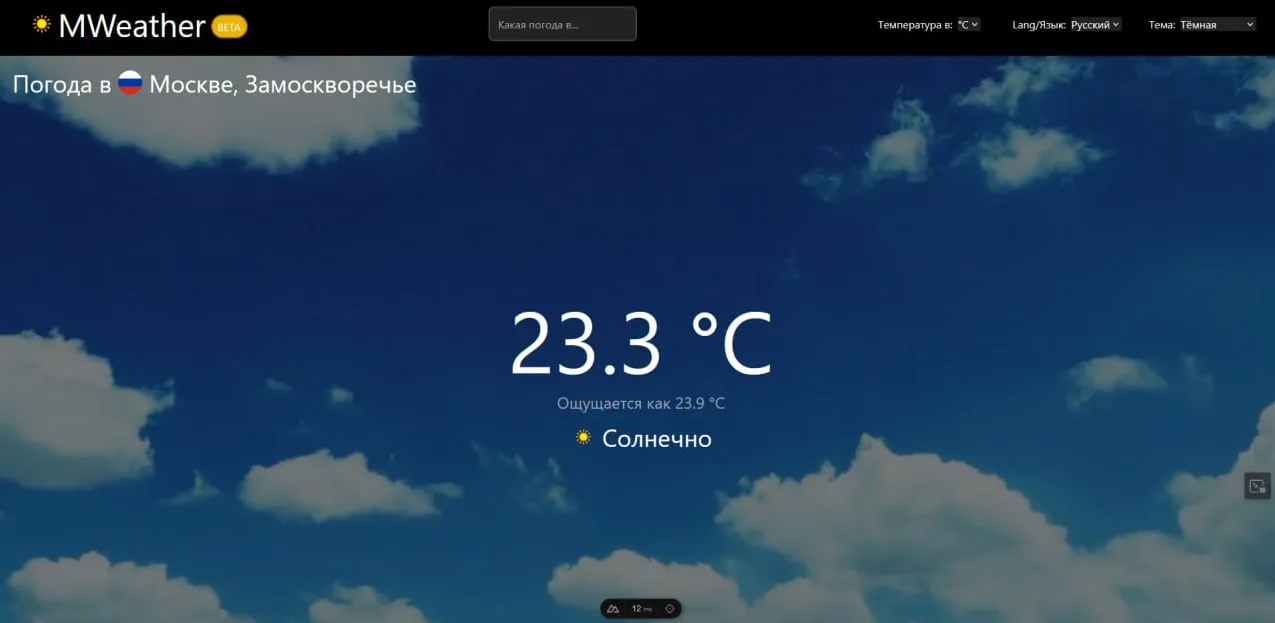 MWeather BETA
Какая погода в...
Температура в: °C
Lang/Язык: Русский
Тема: Тёмная
Погода в Москве, Замоскворечье
23.3 °C
Ощущается как 23.9 °C
Солнечно
12 ms